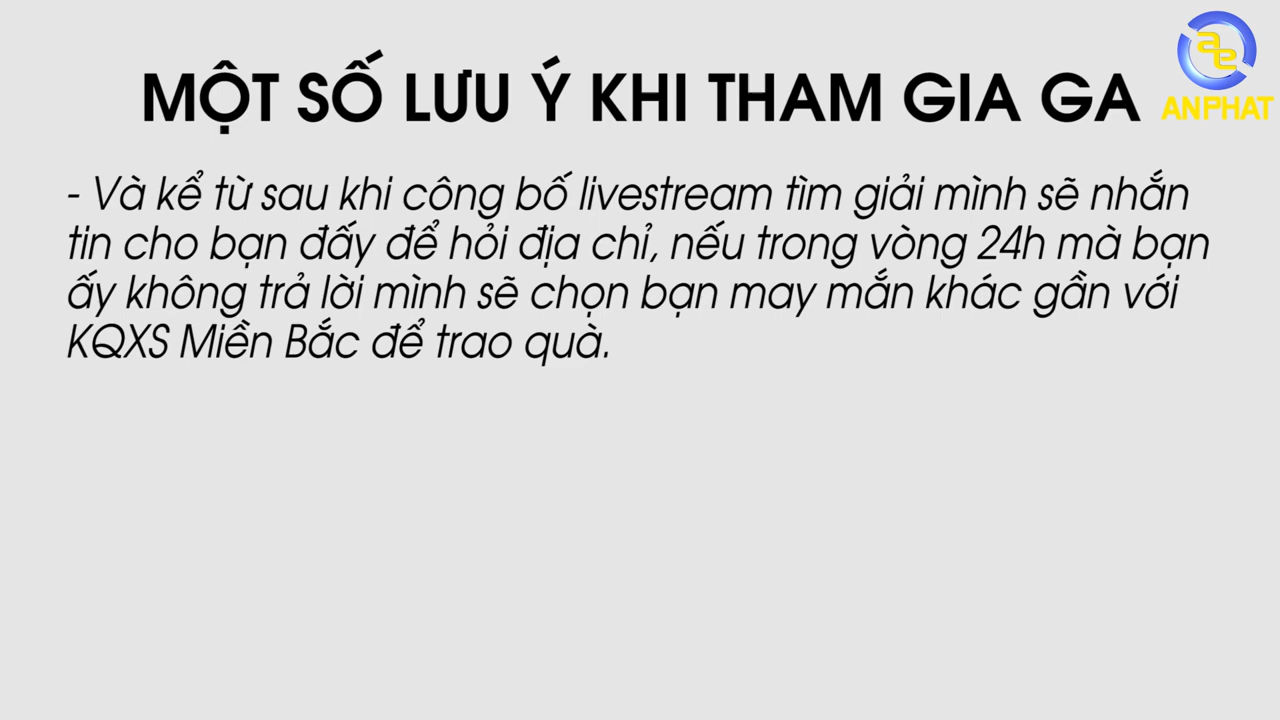 MỘT SỐ LƯU Ý KHI THAM GIA GA
ANPHAT
- Và kể từ sau khi công bố livestream tìm giải mình sẽ nhắn
tin cho bạn đấy để hỏi địa chỉ, nếu trong vòng 24h mà bạn
ấy không trả lời mình sẽ chọn bạn may mắn khác gần với
KQXS Miền Bắc để trao quà.